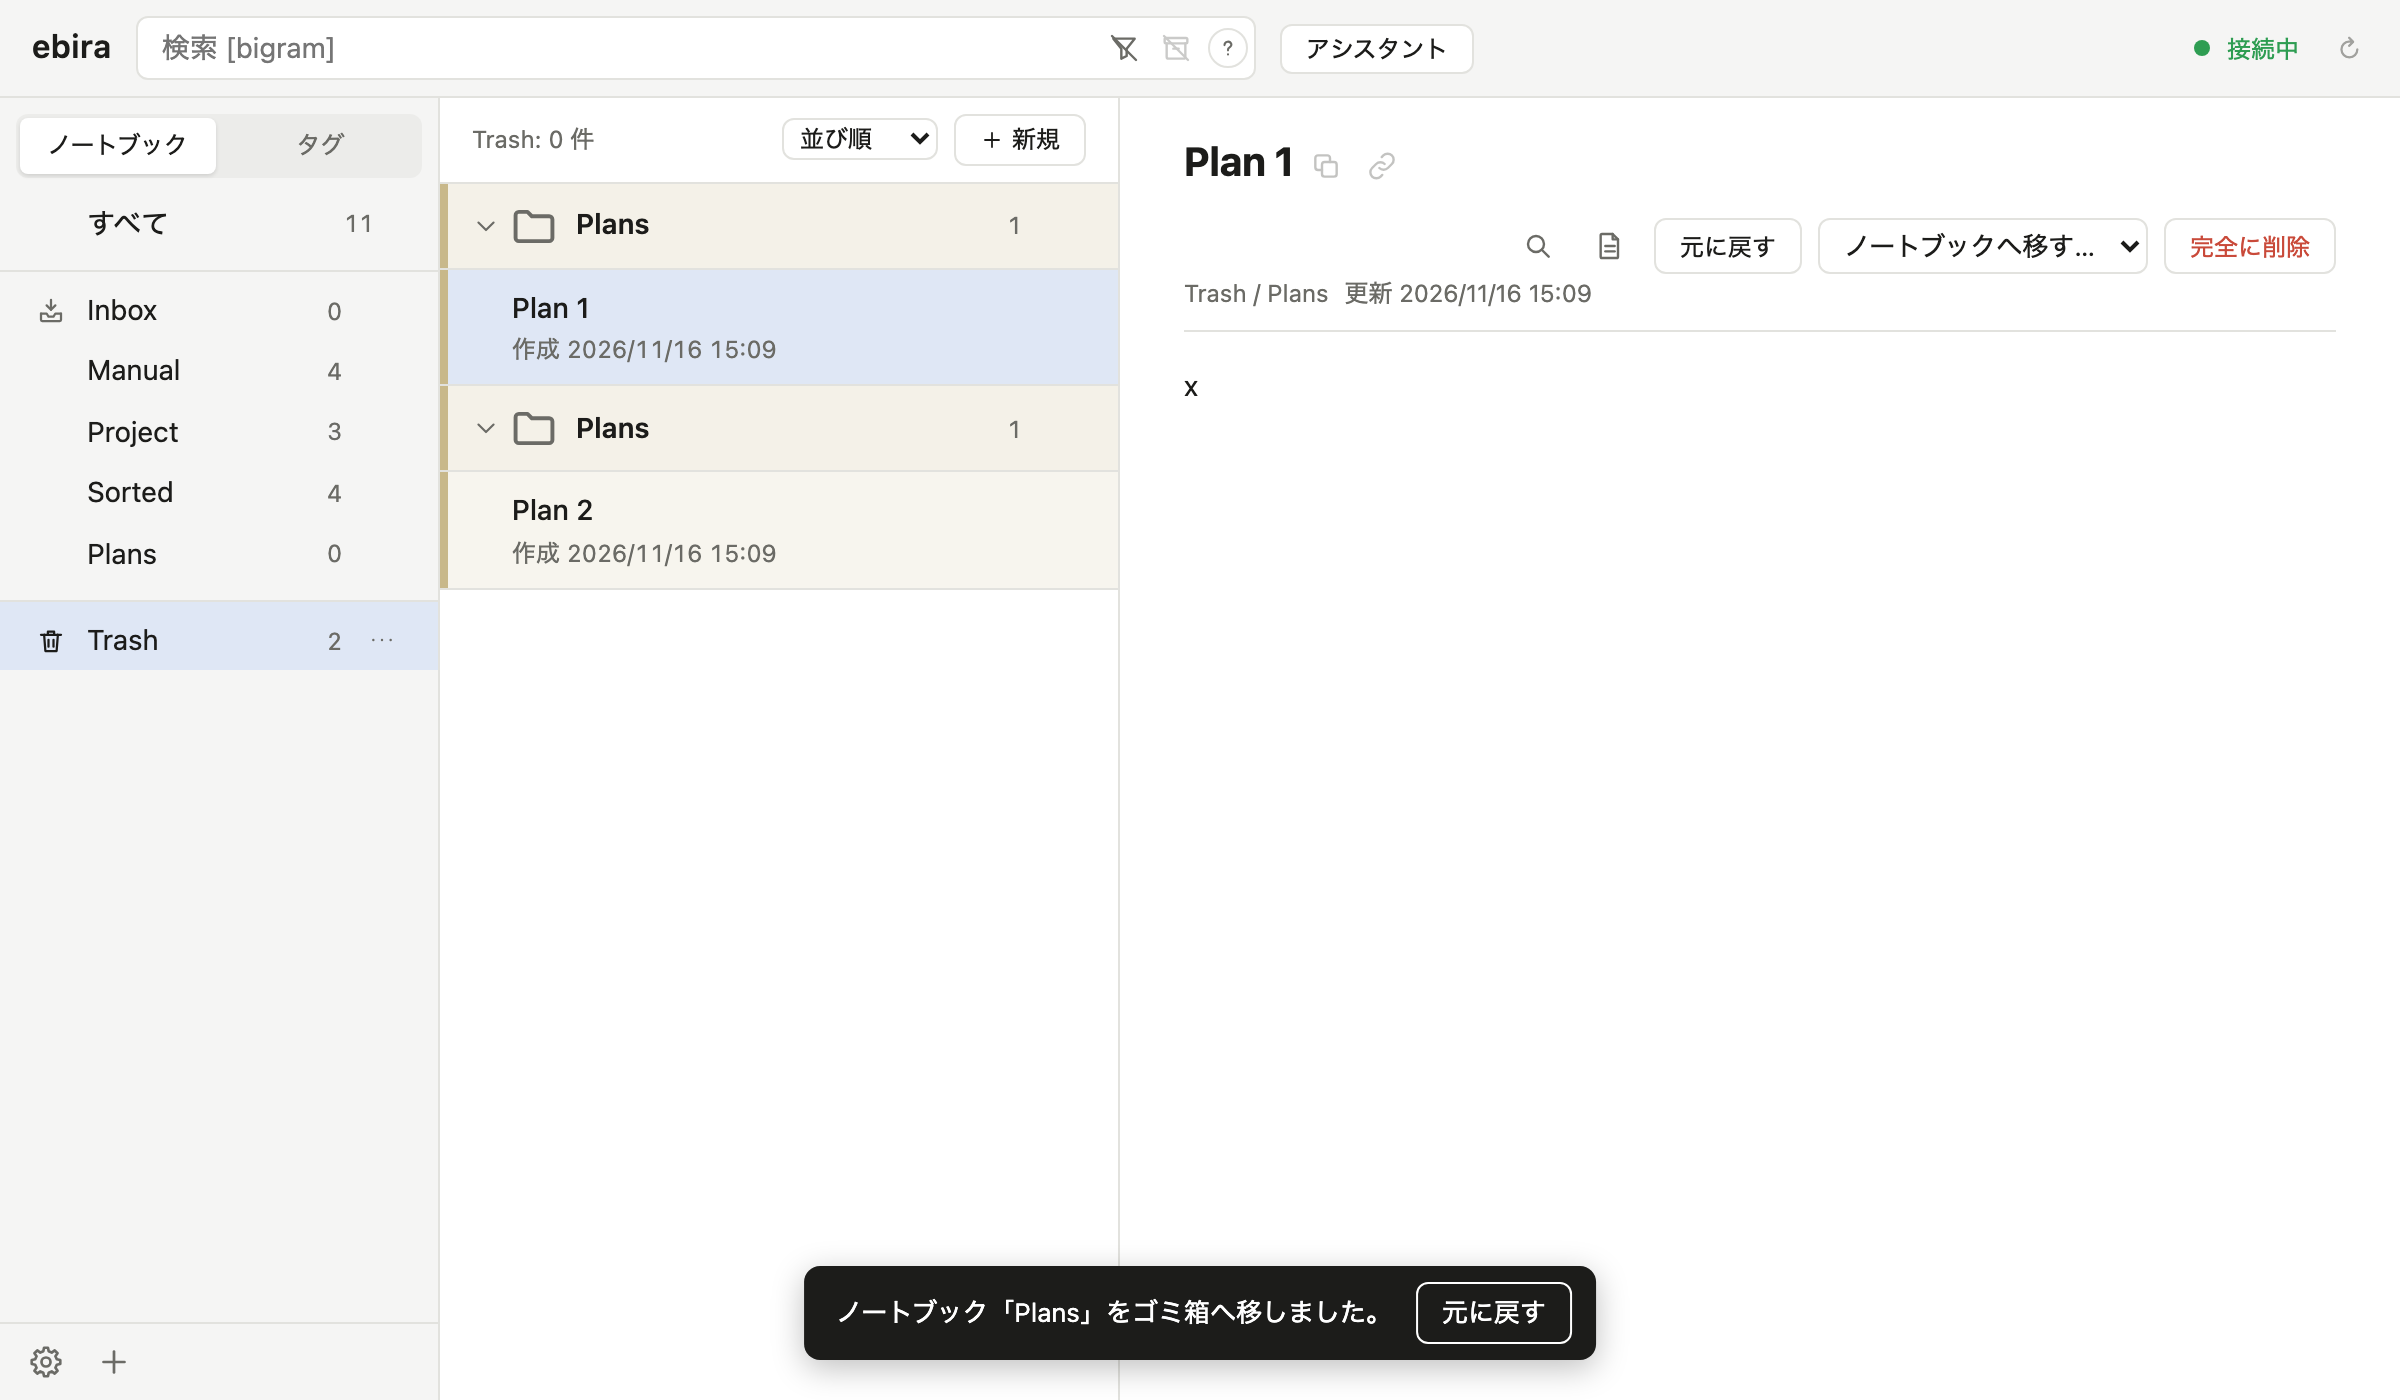 ebira
検索 [bigram]
?
アシスタント
接続中
ノートブック
タグ
すべて 11
Inbox 0
Manual 4
Project 3
Sorted 4
Plans 0
Trash 2 ···
Trash: 0 件
並び順
+ 新規
Plans 1
Plan 1
作成 2026/11/16 15:09
Plans 1
Plan 2
作成 2026/11/16 15:09
Plan 1
元に戻す
ノートブックへ移す...
完全に削除
Trash / Plans 更新 2026/11/16 15:09
x
ノートブック「Plans」をゴミ箱へ移しました。
元に戻す